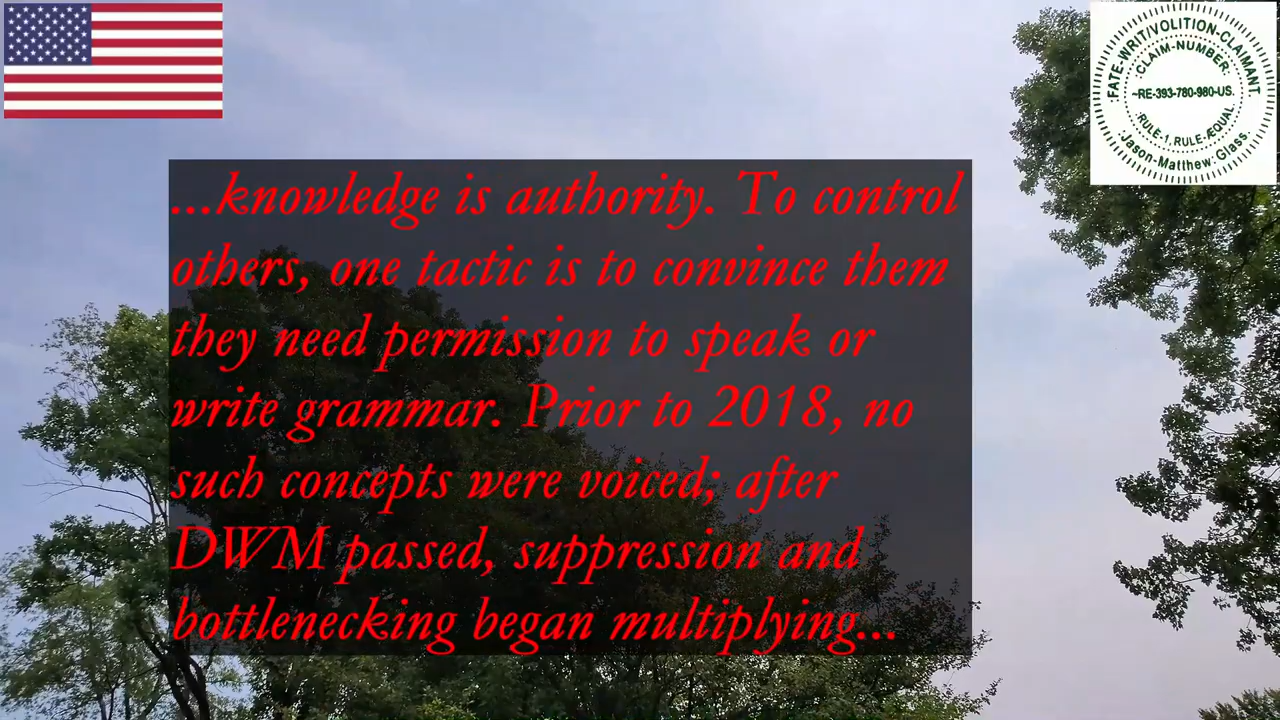 ...knowledge is authority. To control
others, one tactic is to convince them
they need permission to speak or
write grammar. Prior to 2018, no
such concepts were voiced; after
DWM passed, suppression and
bottlenecking began multiplying...
:FATE-WRIT/VOLITION-CLAIMANT.
:CLAIM-NUMBER:
~RE-393-780-980-US.
:RULE-1, RULE-ÆQUAL.
:Jason-Matthew: Glass.